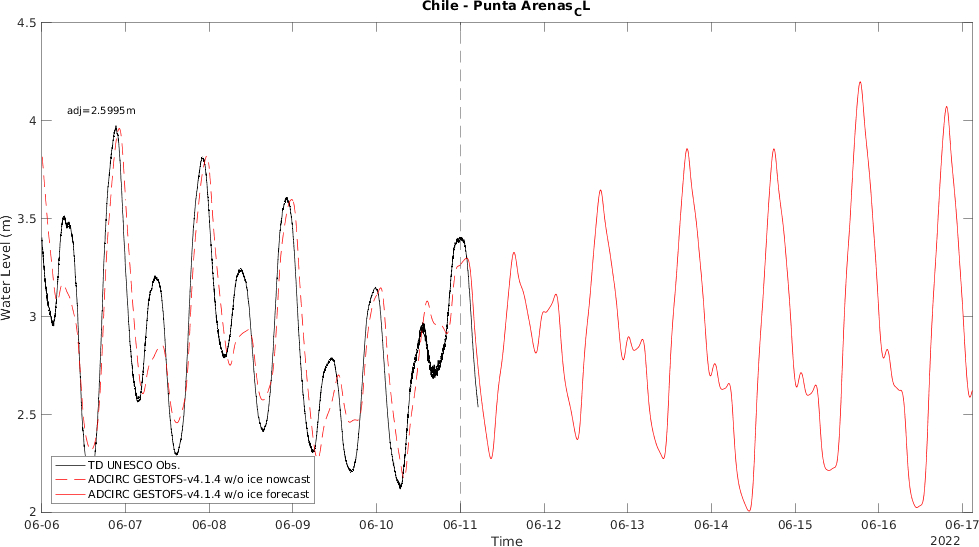 Chile - Punta Arenas_CL
4.5
adj=2.5995m
4
3.5
3
2.5
2
Water Level (m)
TD UNESCO Obs.
ADCIRC GESTOFS-v4.1.4 w/o ice nowcast
ADCIRC GESTOFS-v4.1.4 w/o ice forecast
06-06 06-07 06-08 06-09 06-10 06-11 06-12 06-13 06-14 06-15 06-16 06-17
Time
2022